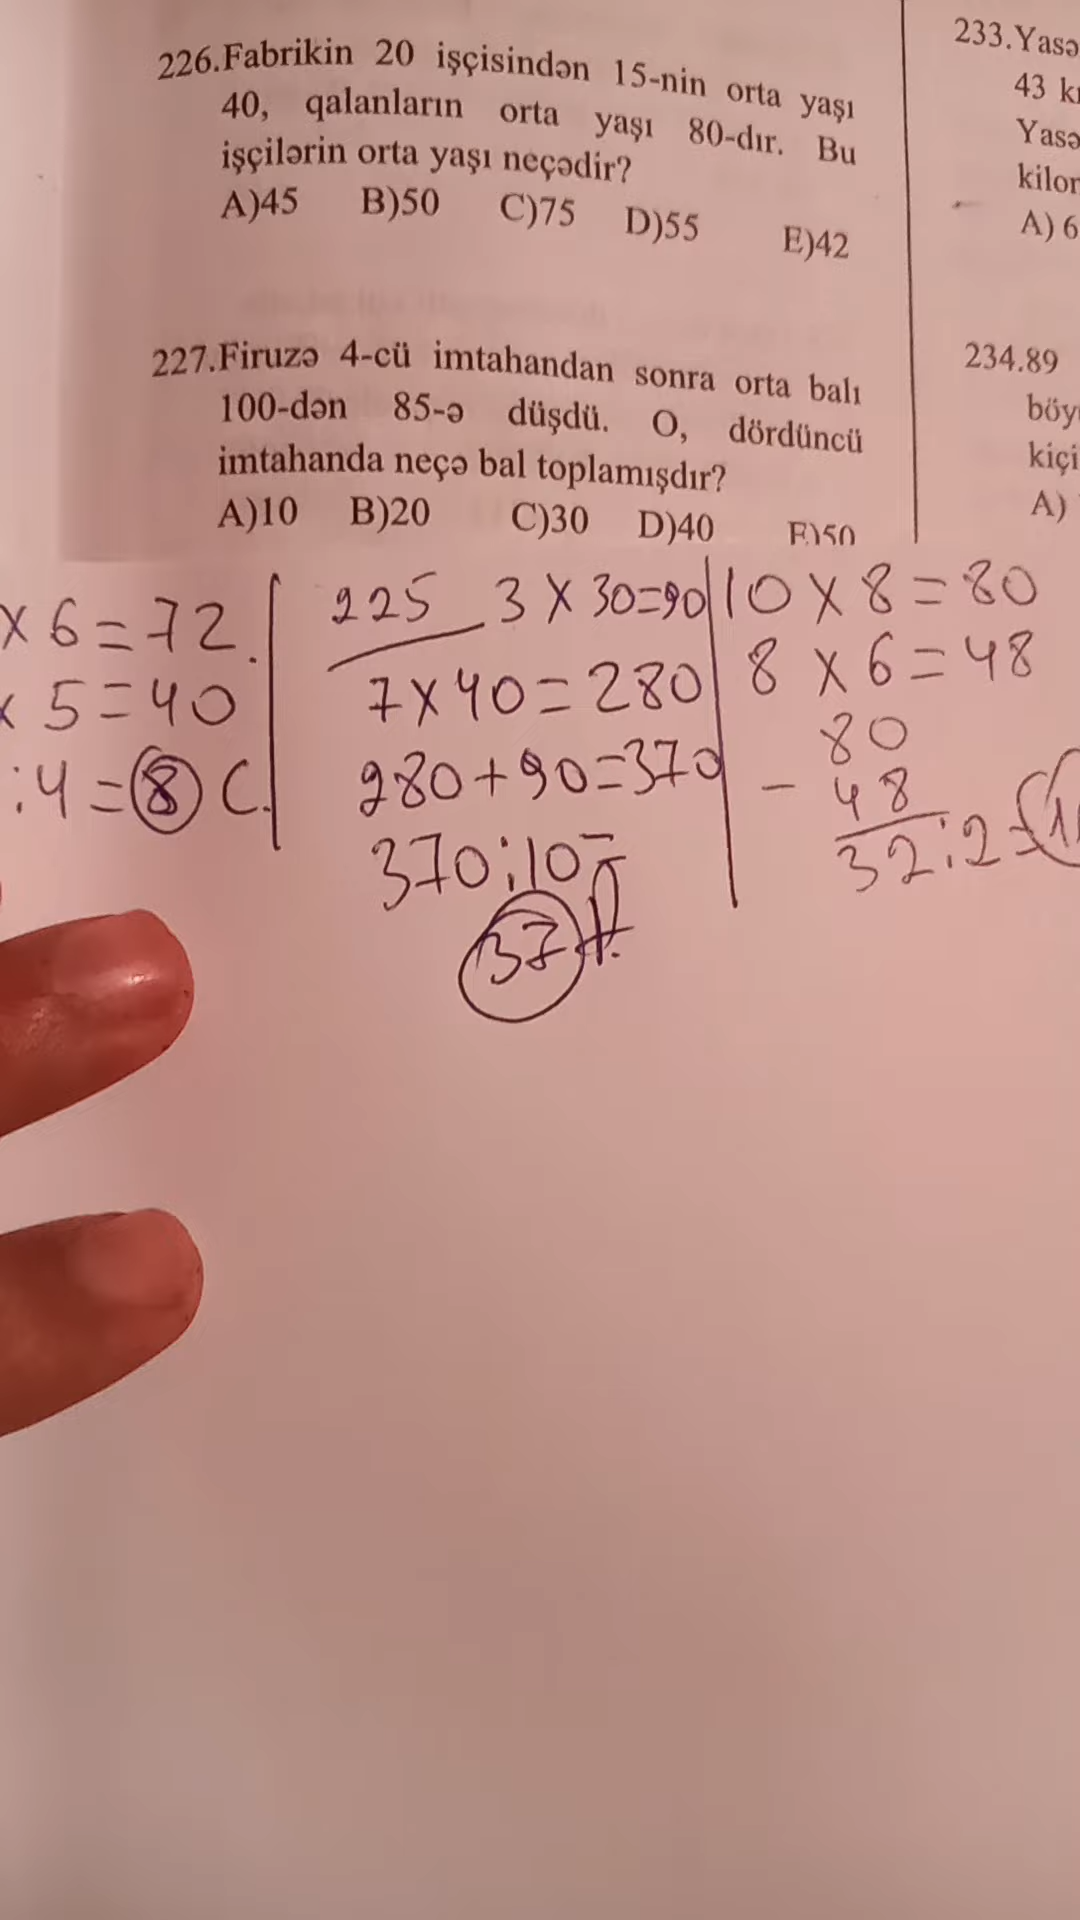 226.Fabrikin 20 işçisindən 15-nin orta yaşı
40, qalanların orta yaşı 80-dır. Bu
işçilərin orta yaşı neçədir?
A)45 B)50 C)75 D)55 E)42
227.Firuzə 4-cü imtahandan sonra orta balı
100-dən 85-ə düşdü. O, dördüncü
imtahanda neçə bal toplamışdır?
A)10 B)20 C)30 D)40 E)50
233.Yasə
43 k
Yasə
kilor
A) 6
234.89
böy
kiçi
A)
x 6 = 72
x 5 = 40
:4 = 8 C.
225 3 x 30=90
7 x 40 = 280
280+90=370
370:10=
37 A.
10 x 8 = 80
8 x 6 = 48
80
- 48
32:2=1